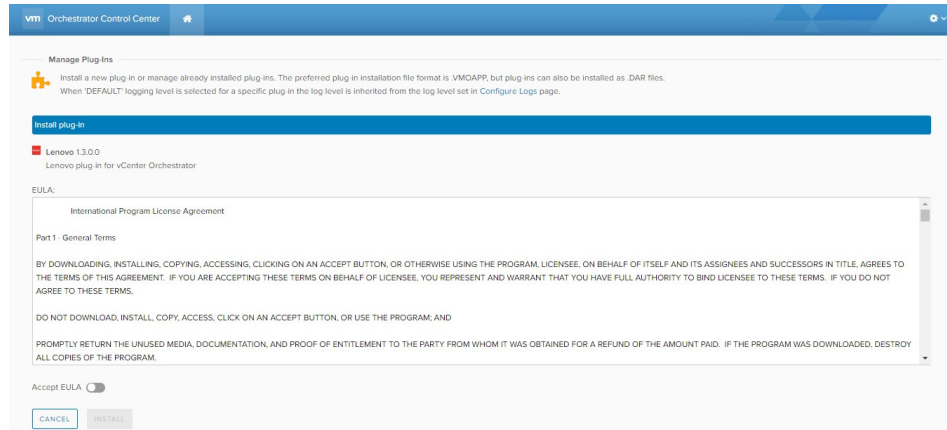 vm Orchestrator Control Center
Manage Plug-Ins
Install a new plug-in or manage already installed plug-ins. The preferred plug-in installation file format is .VMOAPP, but plug-ins can also be installed as .DAR files.
When 'DEFAULT' logging level is selected for a specific plug-in the log level is inherited from the log level set in Configure Logs page.
Install plug-in
Lenovo 1.3.0.0
Lenovo plug-in for vCenter Orchestrator
EULA:
International Program License Agreement
Part 1 - General Terms
BY DOWNLOADING, INSTALLING, COPYING, ACCESSING, CLICKING ON AN ACCEPT BUTTON, OR OTHERWISE USING THE PROGRAM, LICENSEE, ON BEHALF OF ITSELF AND ITS ASSIGNEES AND SUCCESSORS IN TITLE, AGREES TO
THE TERMS OF THIS AGREEMENT. IF YOU ARE ACCEPTING THESE TERMS ON BEHALF OF LICENSEE, YOU REPRESENT AND WARRANT THAT YOU HAVE FULL AUTHORITY TO BIND LICENSEE TO THESE TERMS. IF YOU DO NOT
AGREE TO THESE TERMS,
DO NOT DOWNLOAD, INSTALL, COPY, ACCESS, CLICK ON AN ACCEPT BUTTON, OR USE THE PROGRAM; AND
PROMPTLY RETURN THE UNUSED MEDIA, DOCUMENTATION, AND PROOF OF ENTITLEMENT TO THE PARTY FROM WHOM IT WAS OBTAINED FOR A REFUND OF THE AMOUNT PAID. IF THE PROGRAM WAS DOWNLOADED, DESTROY
ALL COPIES OF THE PROGRAM.
Accept EULA
CANCEL INSTALL